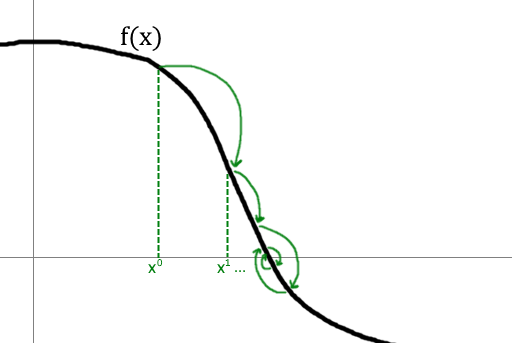 f(x)
x⁰ x¹ ...